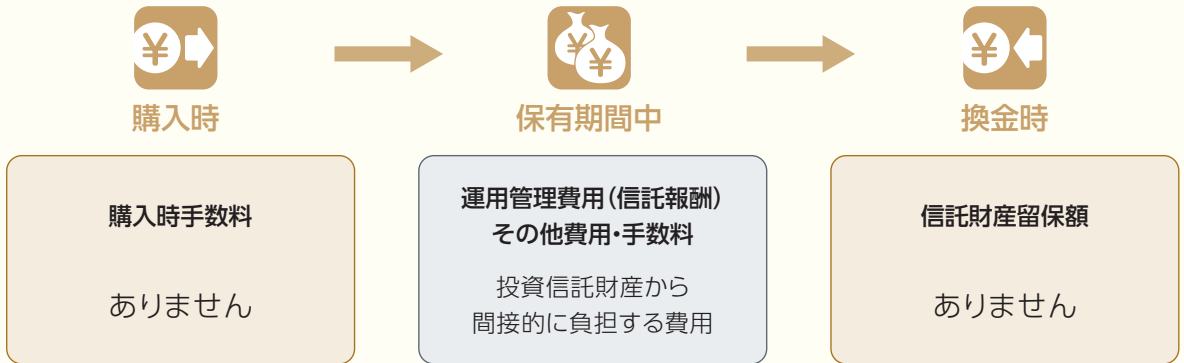 購入時
保有期間中
換金時
購入時手数料
ありません
運用管理費用(信託報酬)
その他費用・手数料
投資信託財産から
間接的に負担する費用
信託財産留保額
ありません